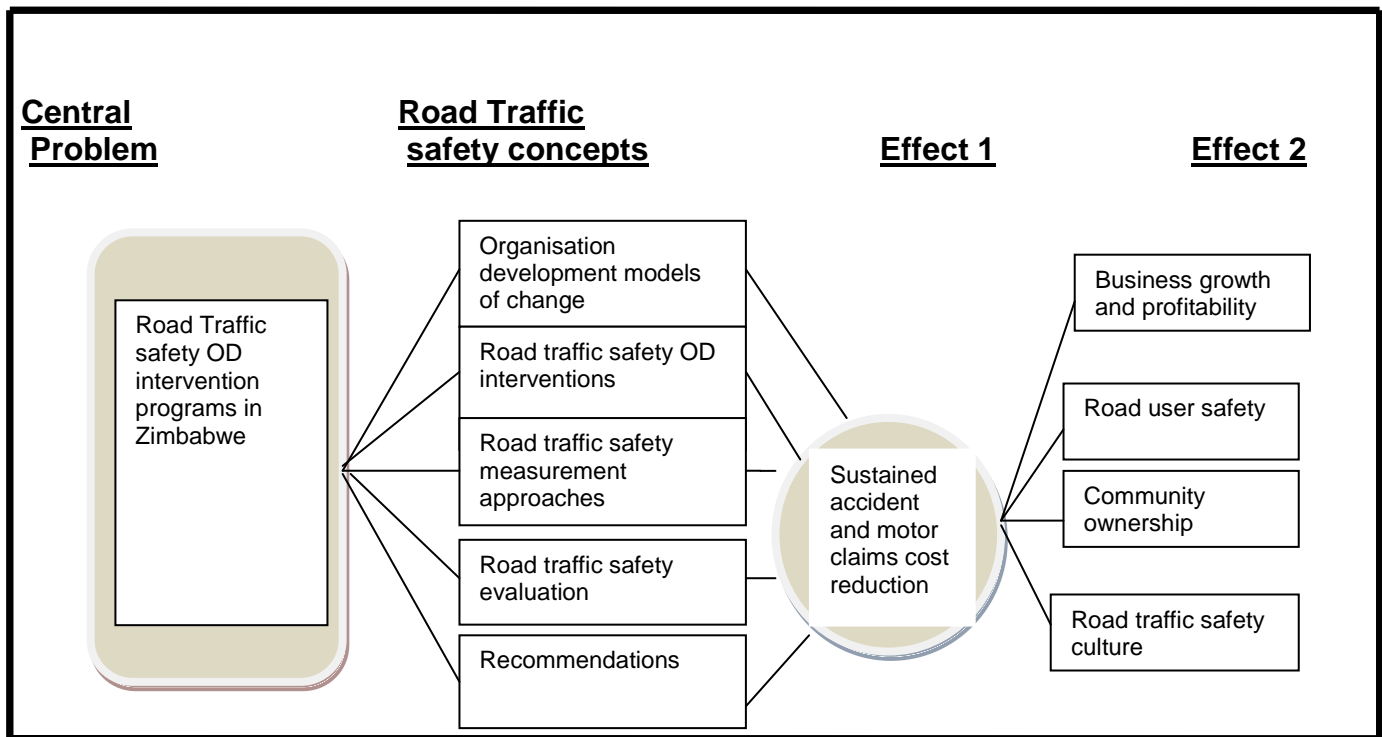 Central
Problem
Road Traffic
safety concepts
Effect 1
Effect 2
Road Traffic
safety OD
intervention
programs in
Zimbabwe
Organisation
development models
of change
Road traffic safety OD
interventions
Road traffic safety
measurement
approaches
Road traffic safety
evaluation
Recommendations
Sustained
accident
and motor
claims cost
reduction
Business growth
and profitability
Road user safety
Community
ownership
Road traffic safety
culture